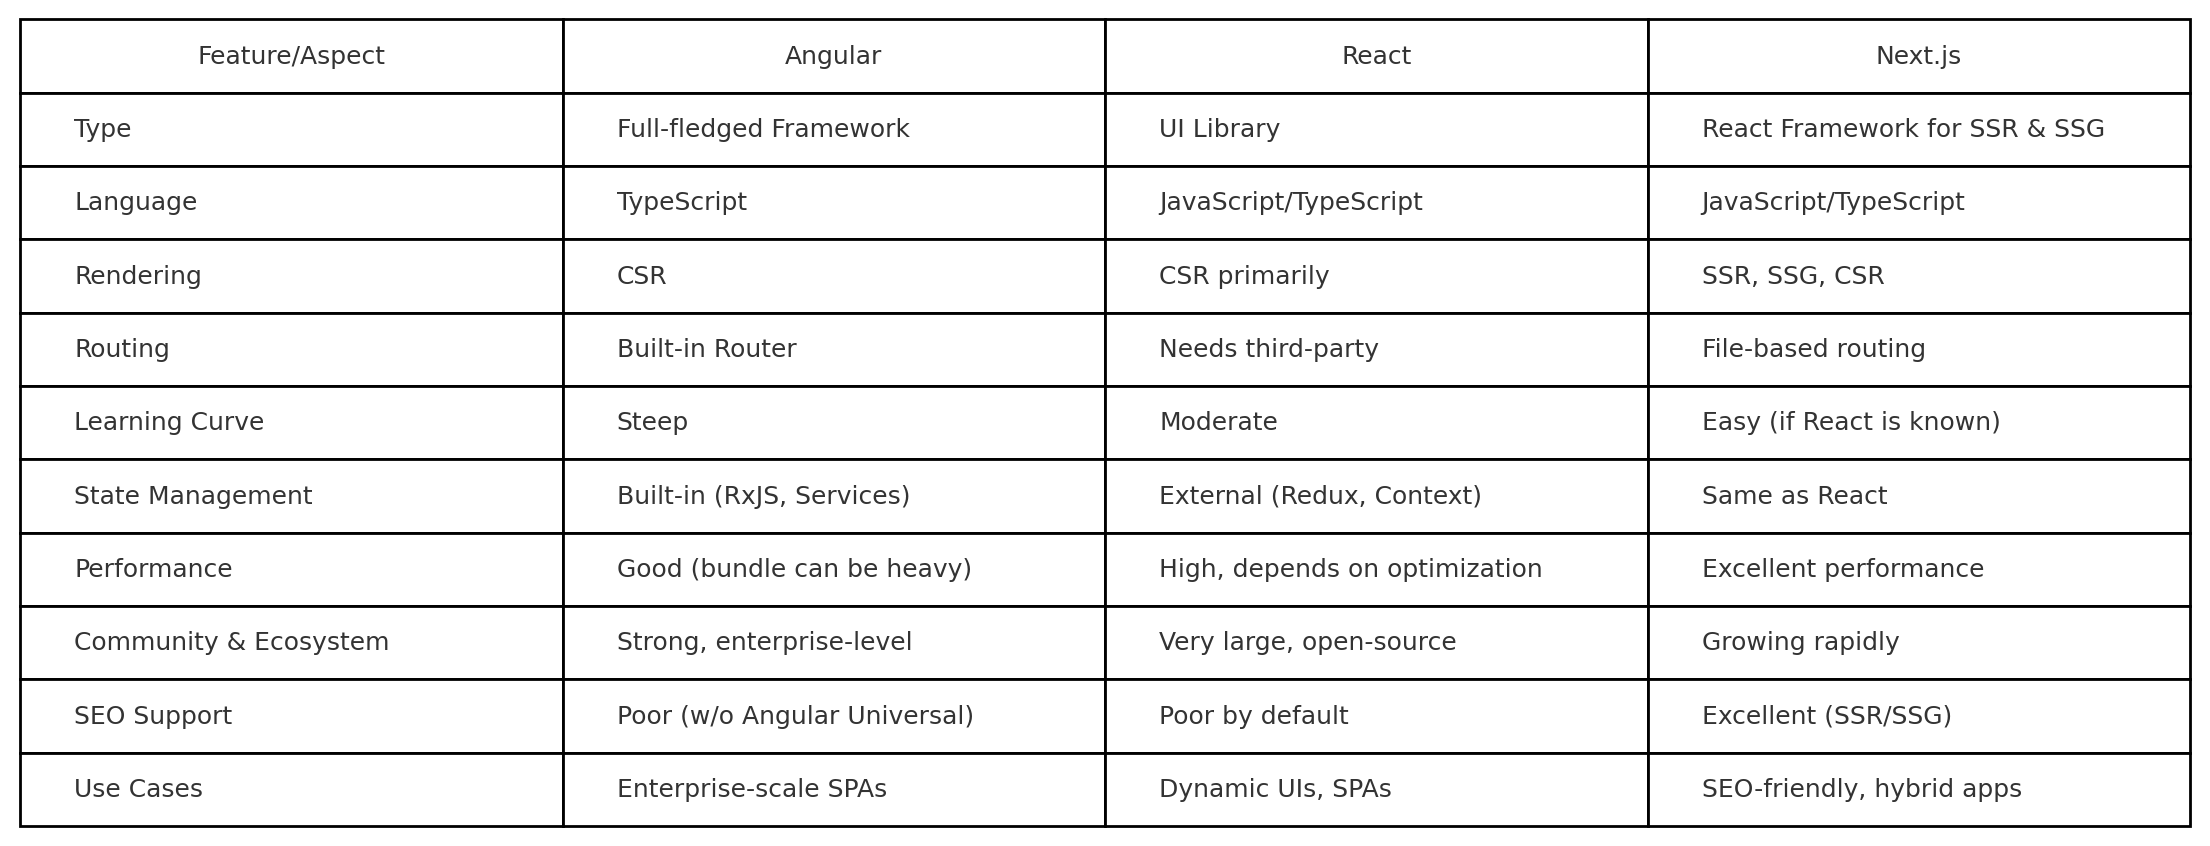 Feature/Aspect Angular React Next.js
Type Full-fledged Framework UI Library React Framework for SSR & SSG
Language TypeScript JavaScript/TypeScript JavaScript/TypeScript
Rendering CSR CSR primarily SSR, SSG, CSR
Routing Built-in Router Needs third-party File-based routing
Learning Curve Steep Moderate Easy (if React is known)
State Management Built-in (RxJS, Services) External (Redux, Context) Same as React
Performance Good (bundle can be heavy) High, depends on optimization Excellent performance
Community & Ecosystem Strong, enterprise-level Very large, open-source Growing rapidly
SEO Support Poor (w/o Angular Universal) Poor by default Excellent (SSR/SSG)
Use Cases Enterprise-scale SPAs Dynamic UIs, SPAs SEO-friendly, hybrid apps